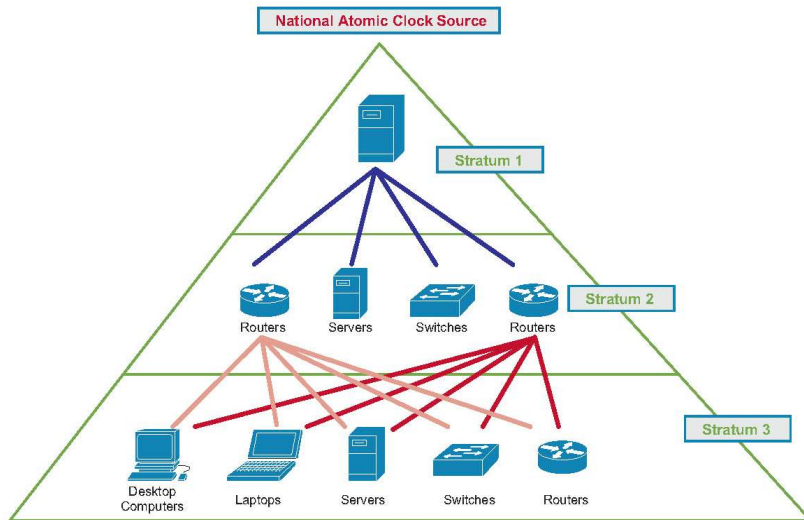 National Atomic Clock Source
Stratum 1
Routers
Servers
Switches
Routers
Stratum 2
Stratum 3
Desktop
Computers
Laptops
Servers
Switches
Routers